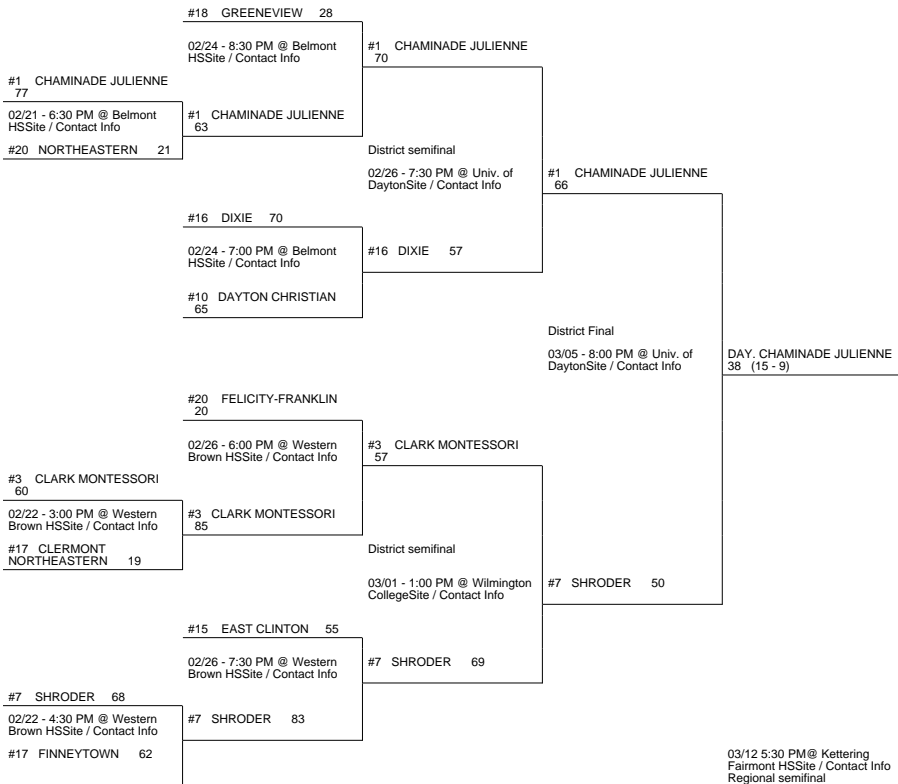 #18 GREENEVIEW 28
02/24 - 8:30 PM @ Belmont
HSSite / Contact Info
#1 CHAMINADE JULIENNE
70
#1 CHAMINADE JULIENNE
77
02/21 - 6:30 PM @ Belmont
HSSite / Contact Info
#1 CHAMINADE JULIENNE
63
#20 NORTHEASTERN 21
District semifinal
02/26 - 7:30 PM @ Univ. of
DaytonSite / Contact Info
#1 CHAMINADE JULIENNE
66
#16 DIXIE 70
02/24 - 7:00 PM @ Belmont
HSSite / Contact Info
#16 DIXIE 57
#10 DAYTON CHRISTIAN
65
District Final
03/05 - 8:00 PM @ Univ. of
DaytonSite / Contact Info
DAY. CHAMINADE JULIENNE
38 (15 - 9)
#20 FELICITY-FRANKLIN
20
02/26 - 6:00 PM @ Western
Brown HSSite / Contact Info
#3 CLARK MONTESSORI
57
#3 CLARK MONTESSORI
60
02/22 - 3:00 PM @ Western
Brown HSSite / Contact Info
#3 CLARK MONTESSORI
85
#17 CLERMONT
NORTHEASTERN 19
District semifinal
03/01 - 1:00 PM @ Wilmington
CollegeSite / Contact Info
#7 SHRODER 50
#15 EAST CLINTON 55
02/26 - 7:30 PM @ Western
Brown HSSite / Contact Info
#7 SHRODER 69
#7 SHRODER 68
02/22 - 4:30 PM @ Western
Brown HSSite / Contact Info
#7 SHRODER 83
#17 FINNEYTOWN 62
03/12 5:30 PM@ Kettering
Fairmont HSSite / Contact Info
Regional semifinal